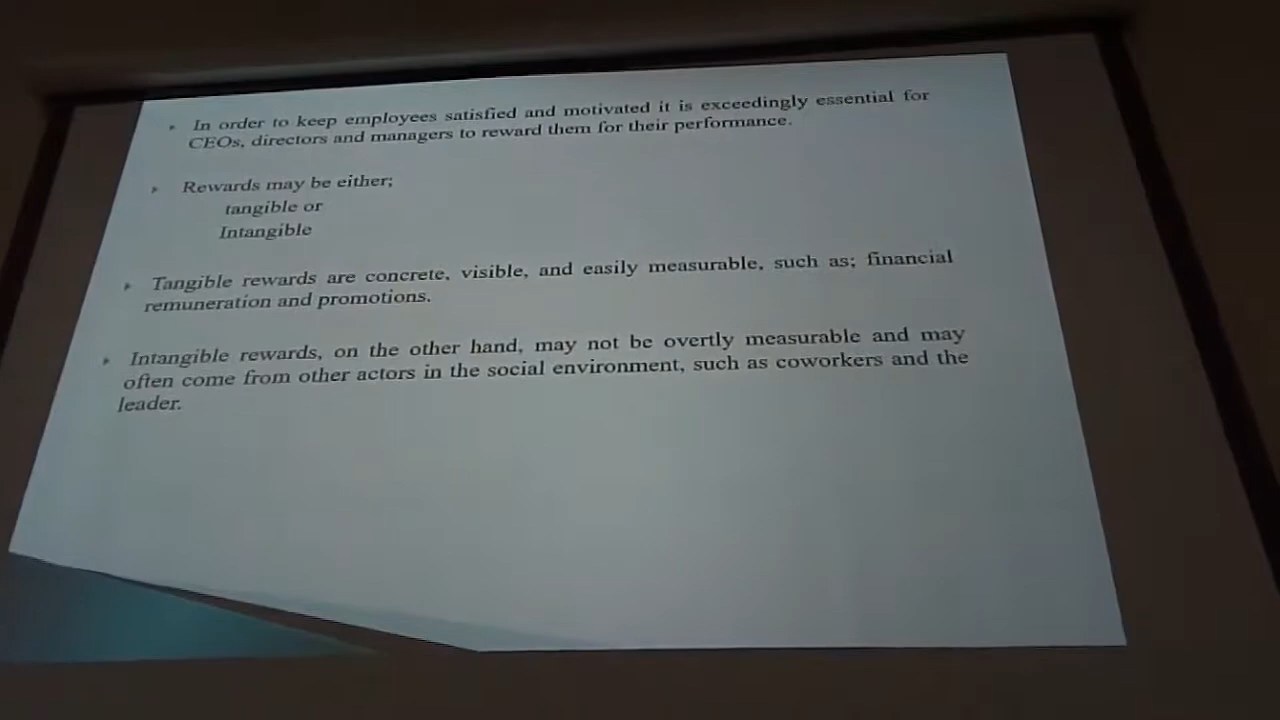 In order to keep employees satisfied and motivated it is exceedingly essential for
CEOs, directors and managers to reward them for their performance.
Rewards may be either;
tangible or
Intangible
Tangible rewards are concrete, visible, and easily measurable, such as; financial
remuneration and promotions.
Intangible rewards, on the other hand, may not be overtly measurable and may
often come from other actors in the social environment, such as coworkers and the
leader.